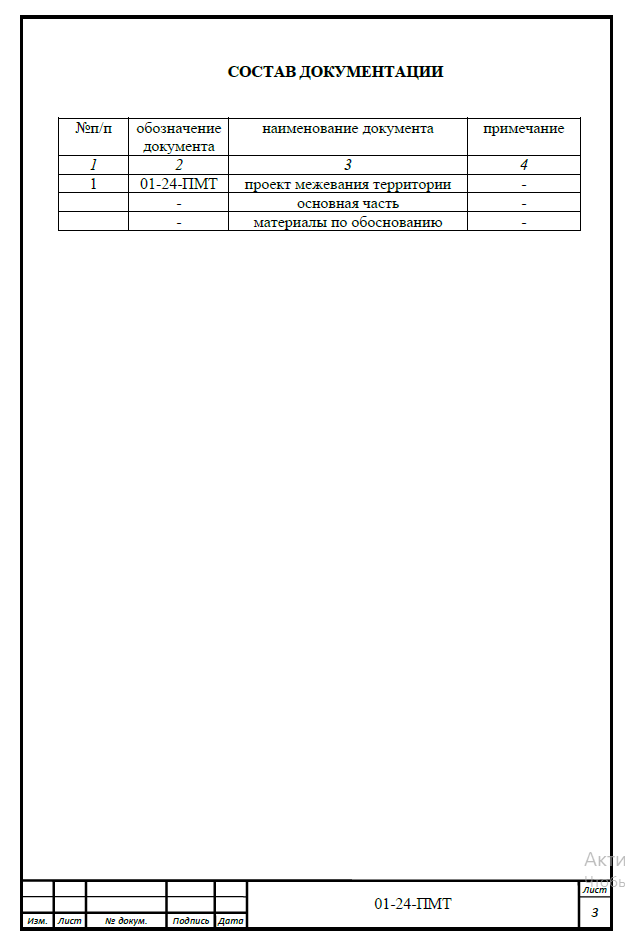 СОСТАВ ДОКУМЕНТАЦИИ
№п/п обозначение документа наименование документа примечание
1 2 3 4
1 01-24-ПМТ проект межевания территории -
- основная часть -
- материалы по обоснованию -
Акти
Чтобы
Изм. Лист № докум. Подпись Дата 01-24-ПМТ Лист 3